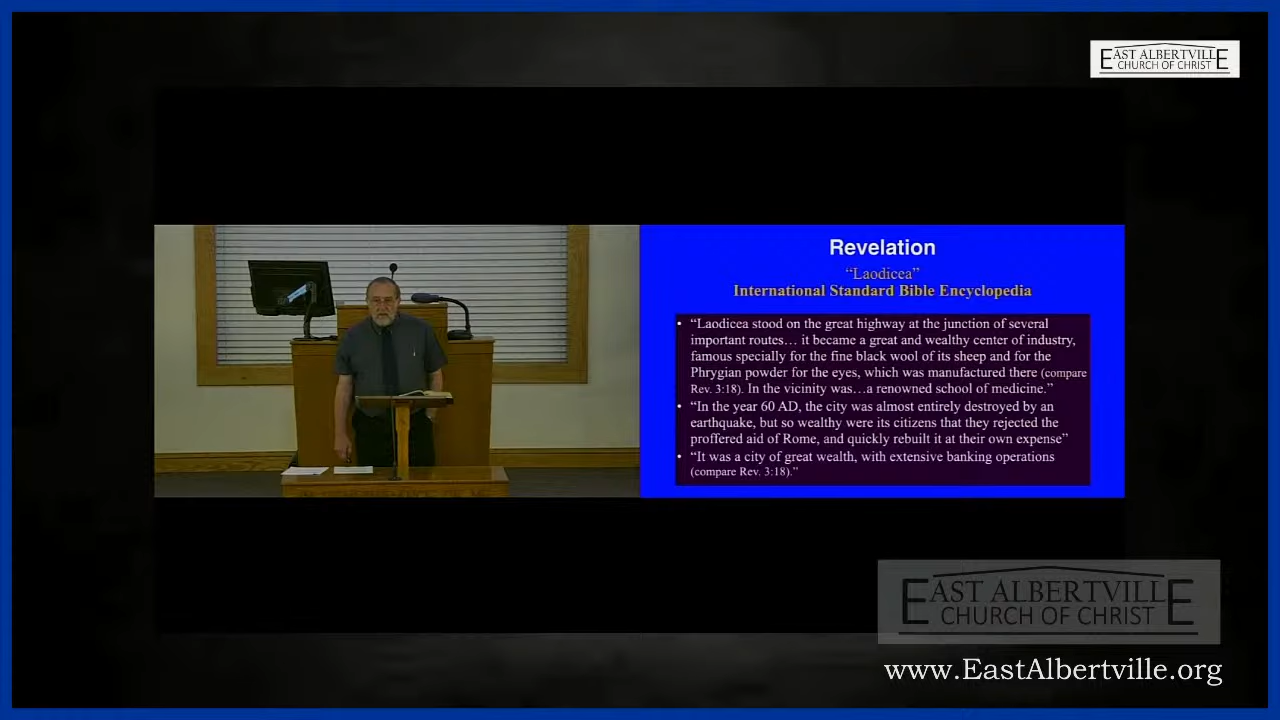 EAST ALBERTVILLE
CHURCH OF CHRIST
Revelation
“Laodicea”
International Standard Bible Encyclopedia
• “Laodicea stood on the great highway at the junction of several
important routes… it became a great and wealthy center of industry,
famous specially for the fine black wool of its sheep and for the
Phrygian powder for the eyes, which was manufactured there (compare
Rev. 3:18). In the vicinity was…a renowned school of medicine.”
• “In the year 60 AD, the city was almost entirely destroyed by an
earthquake, but so wealthy were its citizens that they rejected the
proffered aid of Rome, and quickly rebuilt it at their own expense”
• “It was a city of great wealth, with extensive banking operations
(compare Rev. 3:18).”
EAST ALBERTVILLE
CHURCH OF CHRIST
www.EastAlbertville.org